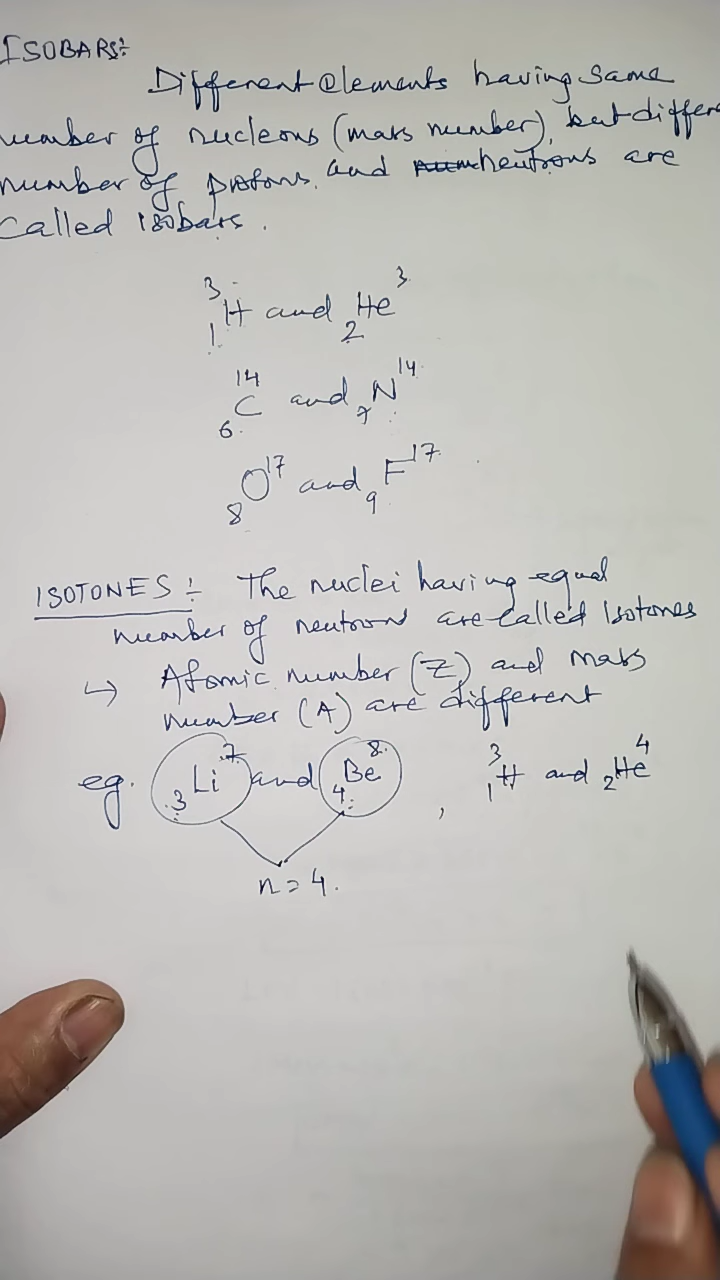 ISOBARS:-
Different elements having same
number of nucleons (mass number), but differe
number of protons and neutrons are
called isobars.
³₁H and ₂He³
¹⁴₆C and ₇N¹⁴
₈O¹⁷ and ₉F¹⁷
ISOTONES:- The nuclei having equal
number of neutrons are called Isotones
↳ Atomic number (Z) and mass
number (A) are different
eg. ₃Li⁷ and ₄Be⁸, ³₁H and ₂He⁴
n=4.